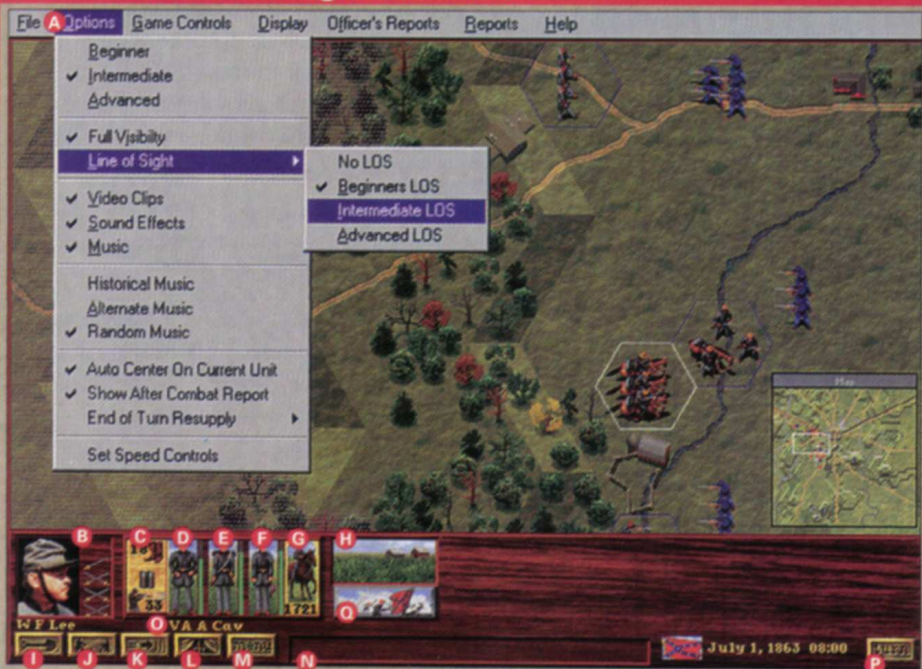 File A Options Game Controls Display Officer's Reports Reports Help
Beginner
Intermediate
Advanced
Full Visibilty
Line of Sight
No LOS
Beginners LOS
Intermediate LOS
Advanced LOS
Video Clips
Sound Effects
Music
Historical Music
Alternate Music
Random Music
Auto Center On Current Unit
Show After Combat Report
End of Turn Resupply
Set Speed Controls
Map
B C D E F G H
33
1721
Q
W F Lee O VA A Cav
I J K L M N
July 1, 1863 08:00
P